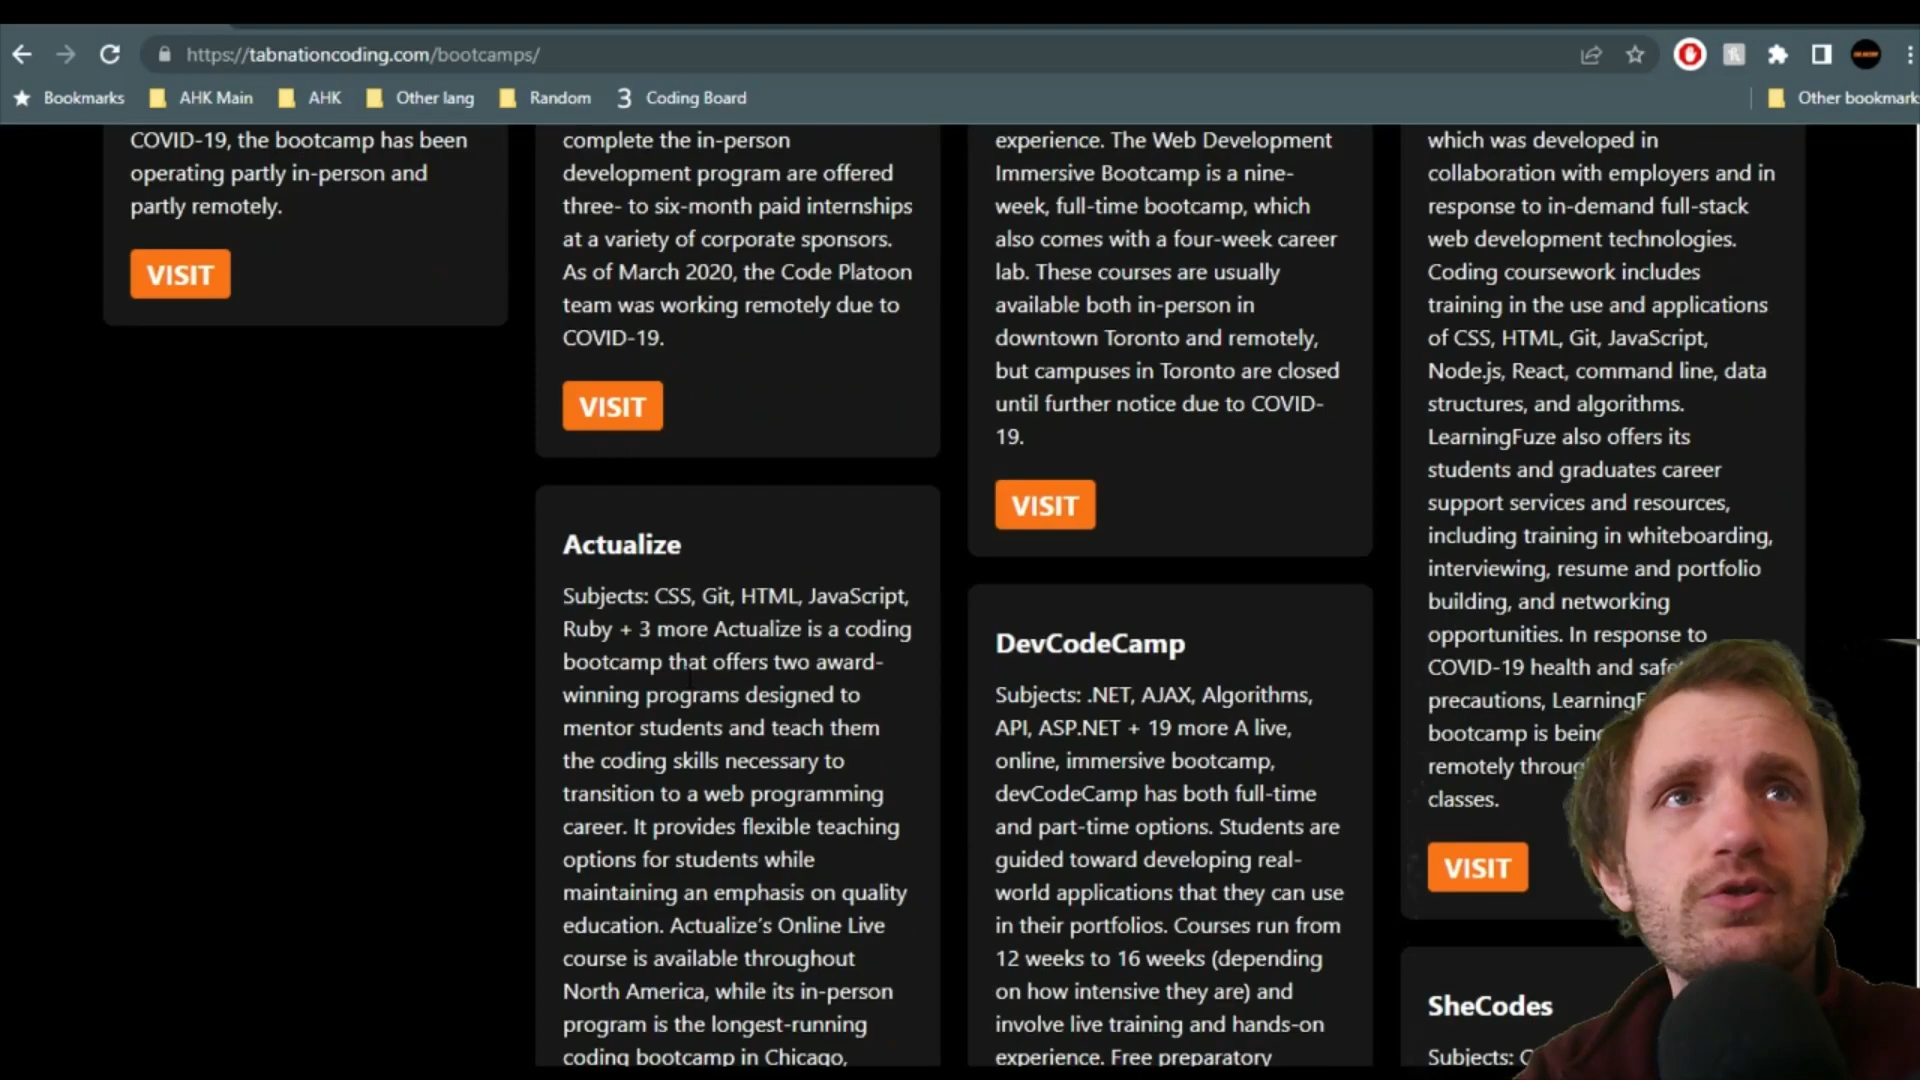 https://tabnationcoding.com/bootcamps/
Bookmarks
AHK Main
AHK
Other lang
Random
3 Coding Board
Other bookmark
COVID-19, the bootcamp has been
operating partly in-person and
partly remotely.
VISIT
complete the in-person
development program are offered
three- to six-month paid internships
at a variety of corporate sponsors.
As of March 2020, the Code Platoon
team was working remotely due to
COVID-19.
VISIT
Actualize
Subjects: CSS, Git, HTML, JavaScript,
Ruby + 3 more Actualize is a coding
bootcamp that offers two award-
winning programs designed to
mentor students and teach them
the coding skills necessary to
transition to a web programming
career. It provides flexible teaching
options for students while
maintaining an emphasis on quality
education. Actualize's Online Live
course is available throughout
North America, while its in-person
program is the longest-running
coding bootcamp in Chicago,
experience. The Web Development
Immersive Bootcamp is a nine-
week, full-time bootcamp, which
also comes with a four-week career
lab. These courses are usually
available both in-person in
downtown Toronto and remotely,
but campuses in Toronto are closed
until further notice due to COVID-
19.
VISIT
DevCodeCamp
Subjects: .NET, AJAX, Algorithms,
API, ASP.NET + 19 more A live,
online, immersive bootcamp,
devCodeCamp has both full-time
and part-time options. Students are
guided toward developing real-
world applications that they can use
in their portfolios. Courses run from
12 weeks to 16 weeks (depending
on how intensive they are) and
involve live training and hands-on
experience. Free preparatory
which was developed in
collaboration with employers and in
response to in-demand full-stack
web development technologies.
Coding coursework includes
training in the use and applications
of CSS, HTML, Git, JavaScript,
Node.js, React, command line, data
structures, and algorithms.
LearningFuze also offers its
students and graduates career
support services and resources,
including training in whiteboarding,
interviewing, resume and portfolio
building, and networking
opportunities. In response to
COVID-19 health and safe
precautions, LearningF
bootcamp is being
remotely throug
classes.
VISIT
SheCodes
Subjects: